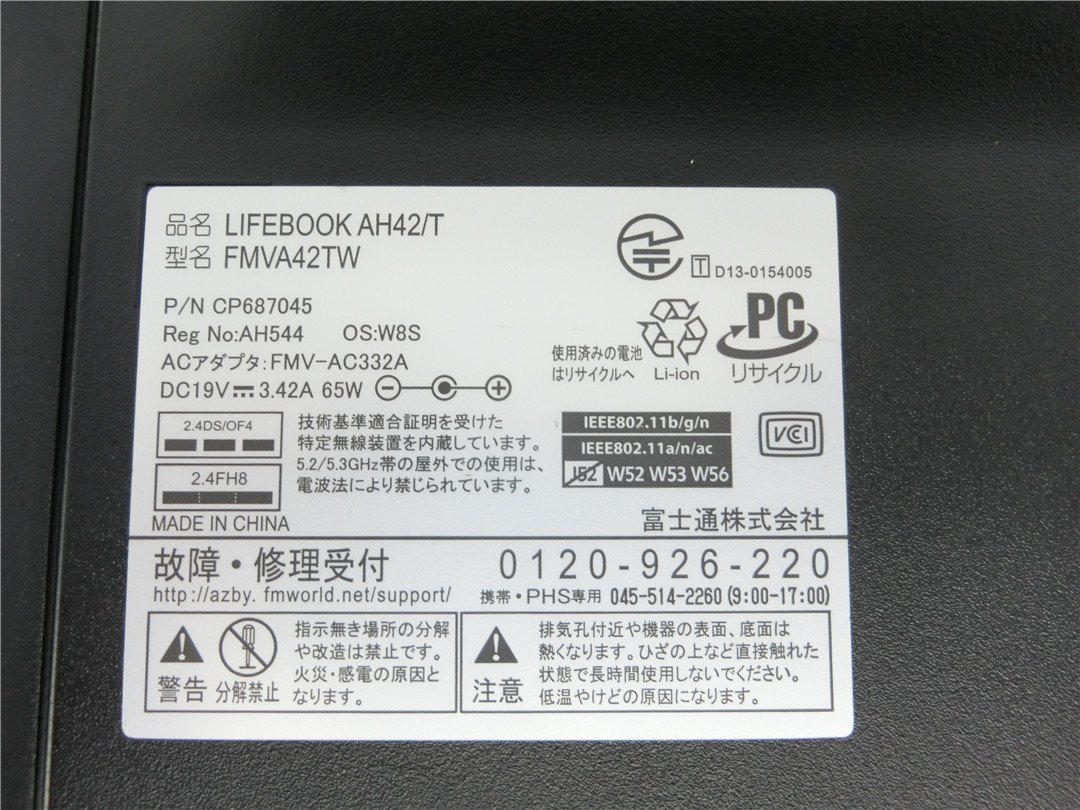 品名 LIFEBOOK AH42/T
型名 FMVA42TW
T D13-0154005
P/N CP687045
Reg No:AH544 OS:W8S
ACアダプタ:FMV-AC332A
DC19V 3.42A 65W
使用済みの電池
はリサイクルへ
Li-ion
PC
リサイクル
2.4DS/OF4
2.4FH8
MADE IN CHINA
技術基準適合証明を受けた
特定無線装置を内蔵しています。
5.2/5.3GHz帯の屋外での使用は、
電波法により禁じられています。
IEEE802.11b/g/n
IEEE802.11a/n/ac
J52 W52 W53 W56
VCI
富士通株式会社
故障・修理受付 0120-926-220
http://azby.fmworld.net/support/ 携帯・PHS専用 045-514-2260 (9:00-17:00)
警告
分解禁止
指示無き場所の分解
や改造は禁止です。
火災・感電の原因と
なります。
注意
排気孔付近や機器の表面、底面は
熱くなります。ひざの上など直接触れた
状態で長時間使用しないでください。
低温やけどの原因になります。